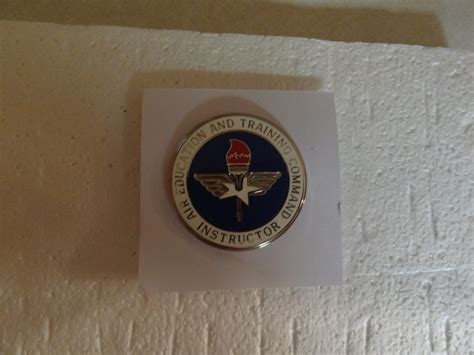 AIR EDUCATION AND TRAINING COMMAND
INSTRUCTOR